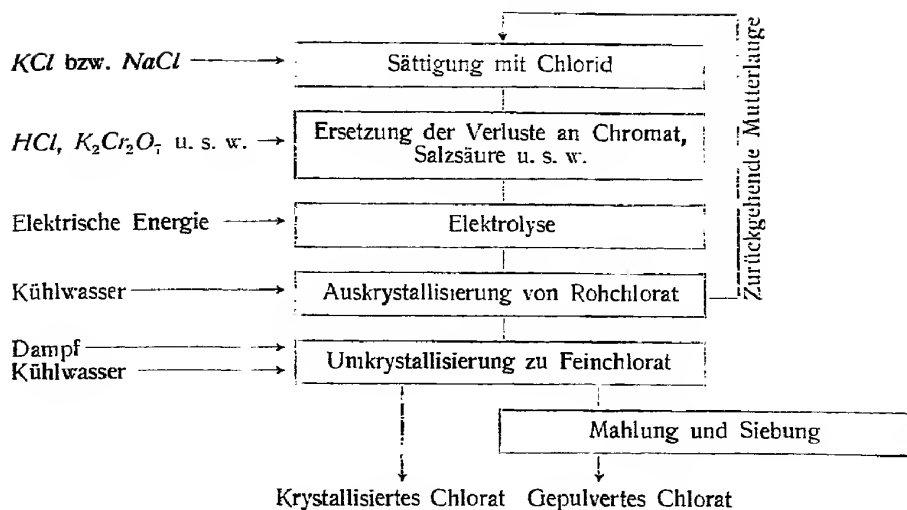 KCl bzw. NaCl
Sättigung mit Chlorid
HCl, K₂Cr₂O₇ u. s. w.
Ersetzung der Verluste an Chromat,
Salzsäure u. s. w.
Elektrische Energie
Elektrolyse
Kühlwasser
Auskrystallisierung von Rohchlorat
Zurückgehende Mutterlauge
Dampf
Kühlwasser
Umkrystallisierung zu Feinchlorat
Mahlung und Siebung
Krystallisiertes Chlorat
Gepulvertes Chlorat